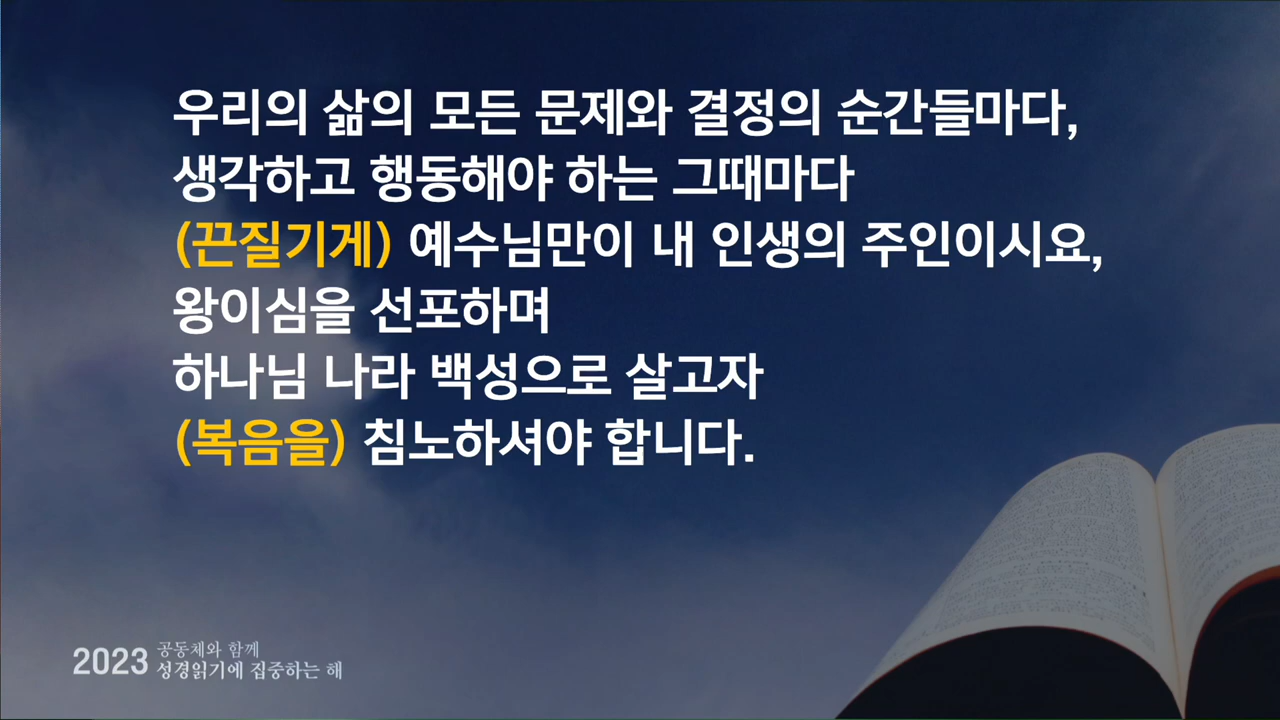 우리의 삶의 모든 문제와 결정의 순간들마다,
생각하고 행동해야 하는 그때마다
(끈질기게) 예수님만이 내 인생의 주인이시요,
왕이심을 선포하며
하나님 나라 백성으로 살고자
(복음을) 침노하셔야 합니다.
2023 공동체와 함께
성경읽기에 집중하는 해